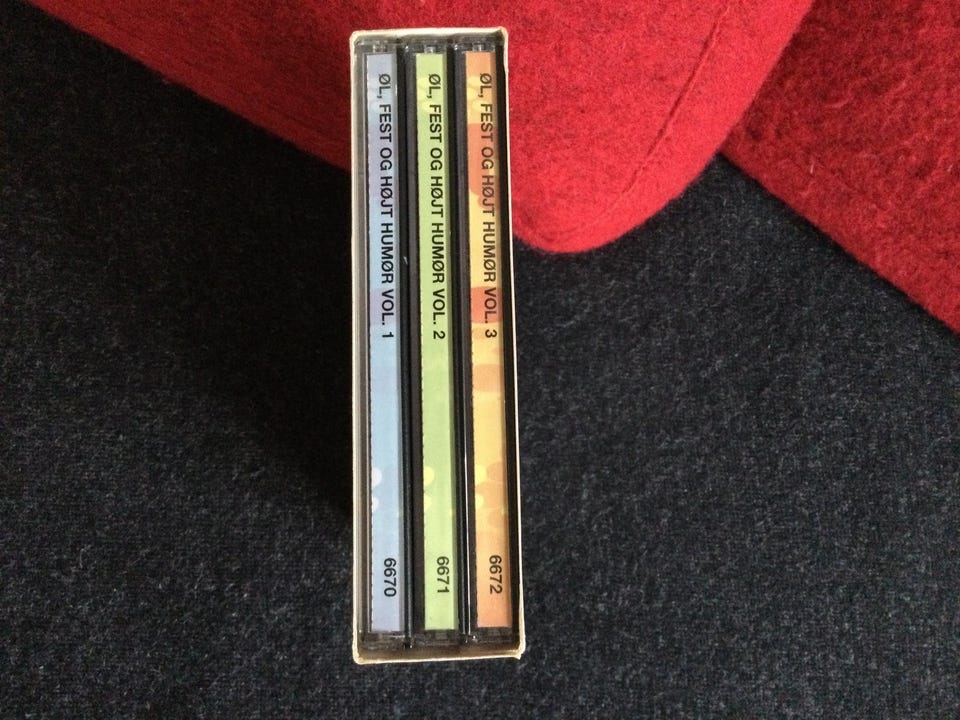 ØL, FEST OG HØJT HUMØR VOL. 1
6670
ØL, FEST OG HØJT HUMØR VOL. 2
6671
ØL, FEST OG HØJT HUMØR VOL. 3
6672